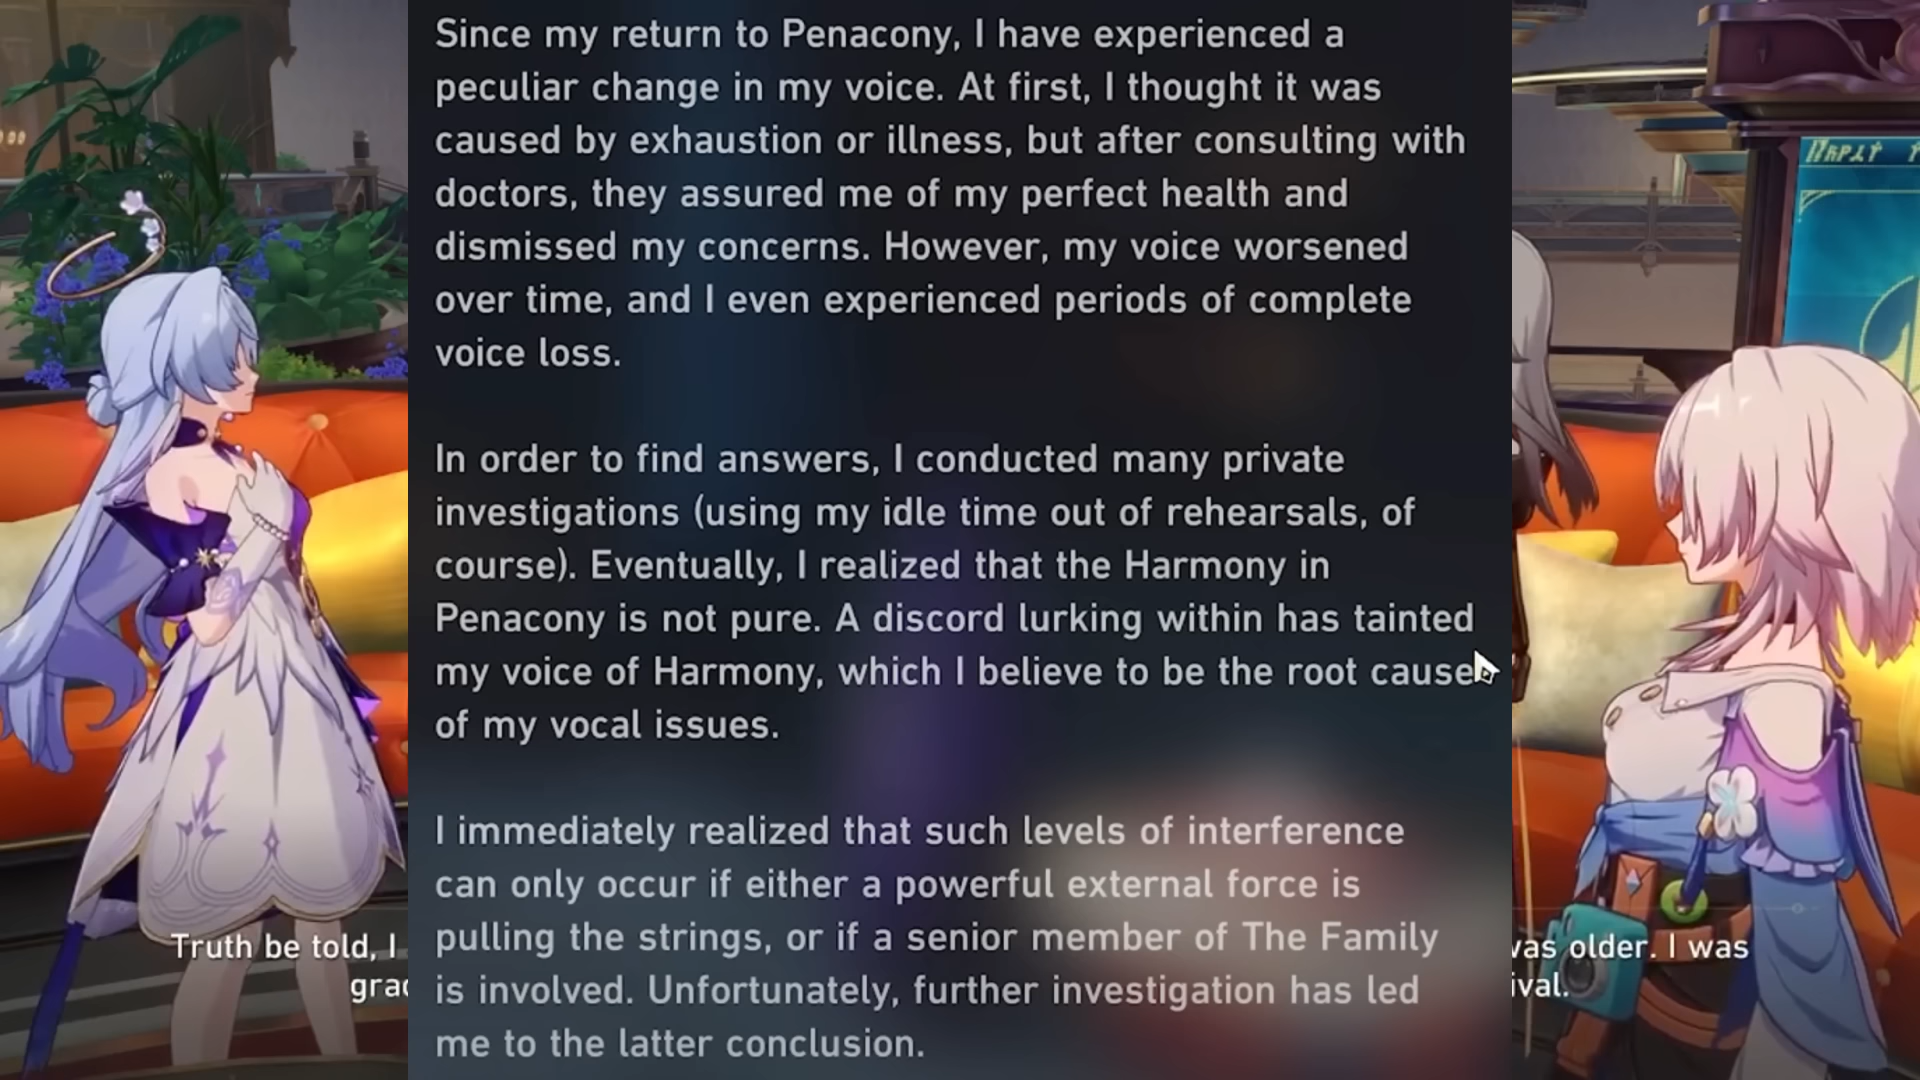 Since my return to Penacony, I have experienced a
peculiar change in my voice. At first, I thought it was
caused by exhaustion or illness, but after consulting with
doctors, they assured me of my perfect health and
dismissed my concerns. However, my voice worsened
over time, and I even experienced periods of complete
voice loss.
In order to find answers, I conducted many private
investigations (using my idle time out of rehearsals, of
course). Eventually, I realized that the Harmony in
Penacony is not pure. A discord lurking within has tainted
my voice of Harmony, which I believe to be the root cause
of my vocal issues.
I immediately realized that such levels of interference
can only occur if either a powerful external force is
pulling the strings, or if a senior member of The Family
is involved. Unfortunately, further investigation has led
me to the latter conclusion.
Truth be told, I
was older. I was